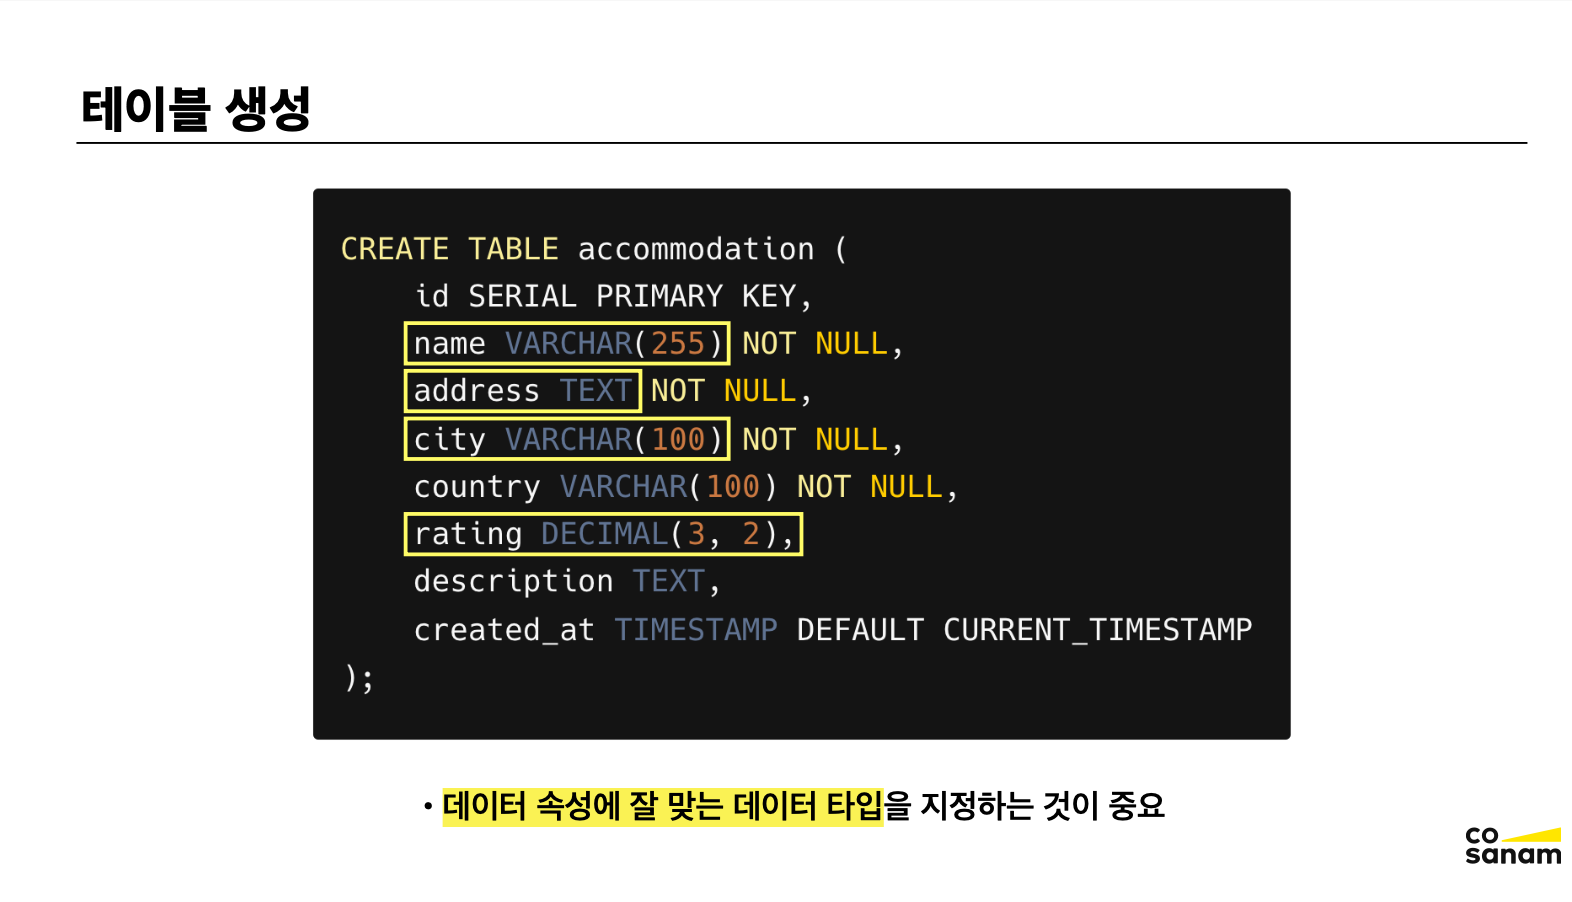 테이블 생성
CREATE TABLE accommodation (
id SERIAL PRIMARY KEY,
name VARCHAR(255) NOT NULL,
address TEXT NOT NULL,
city VARCHAR(100) NOT NULL,
country VARCHAR(100) NOT NULL,
rating DECIMAL(3, 2),
description TEXT,
created_at TIMESTAMP DEFAULT CURRENT_TIMESTAMP
);
• 데이터 속성에 잘 맞는 데이터 타입을 지정하는 것이 중요
co
sanam